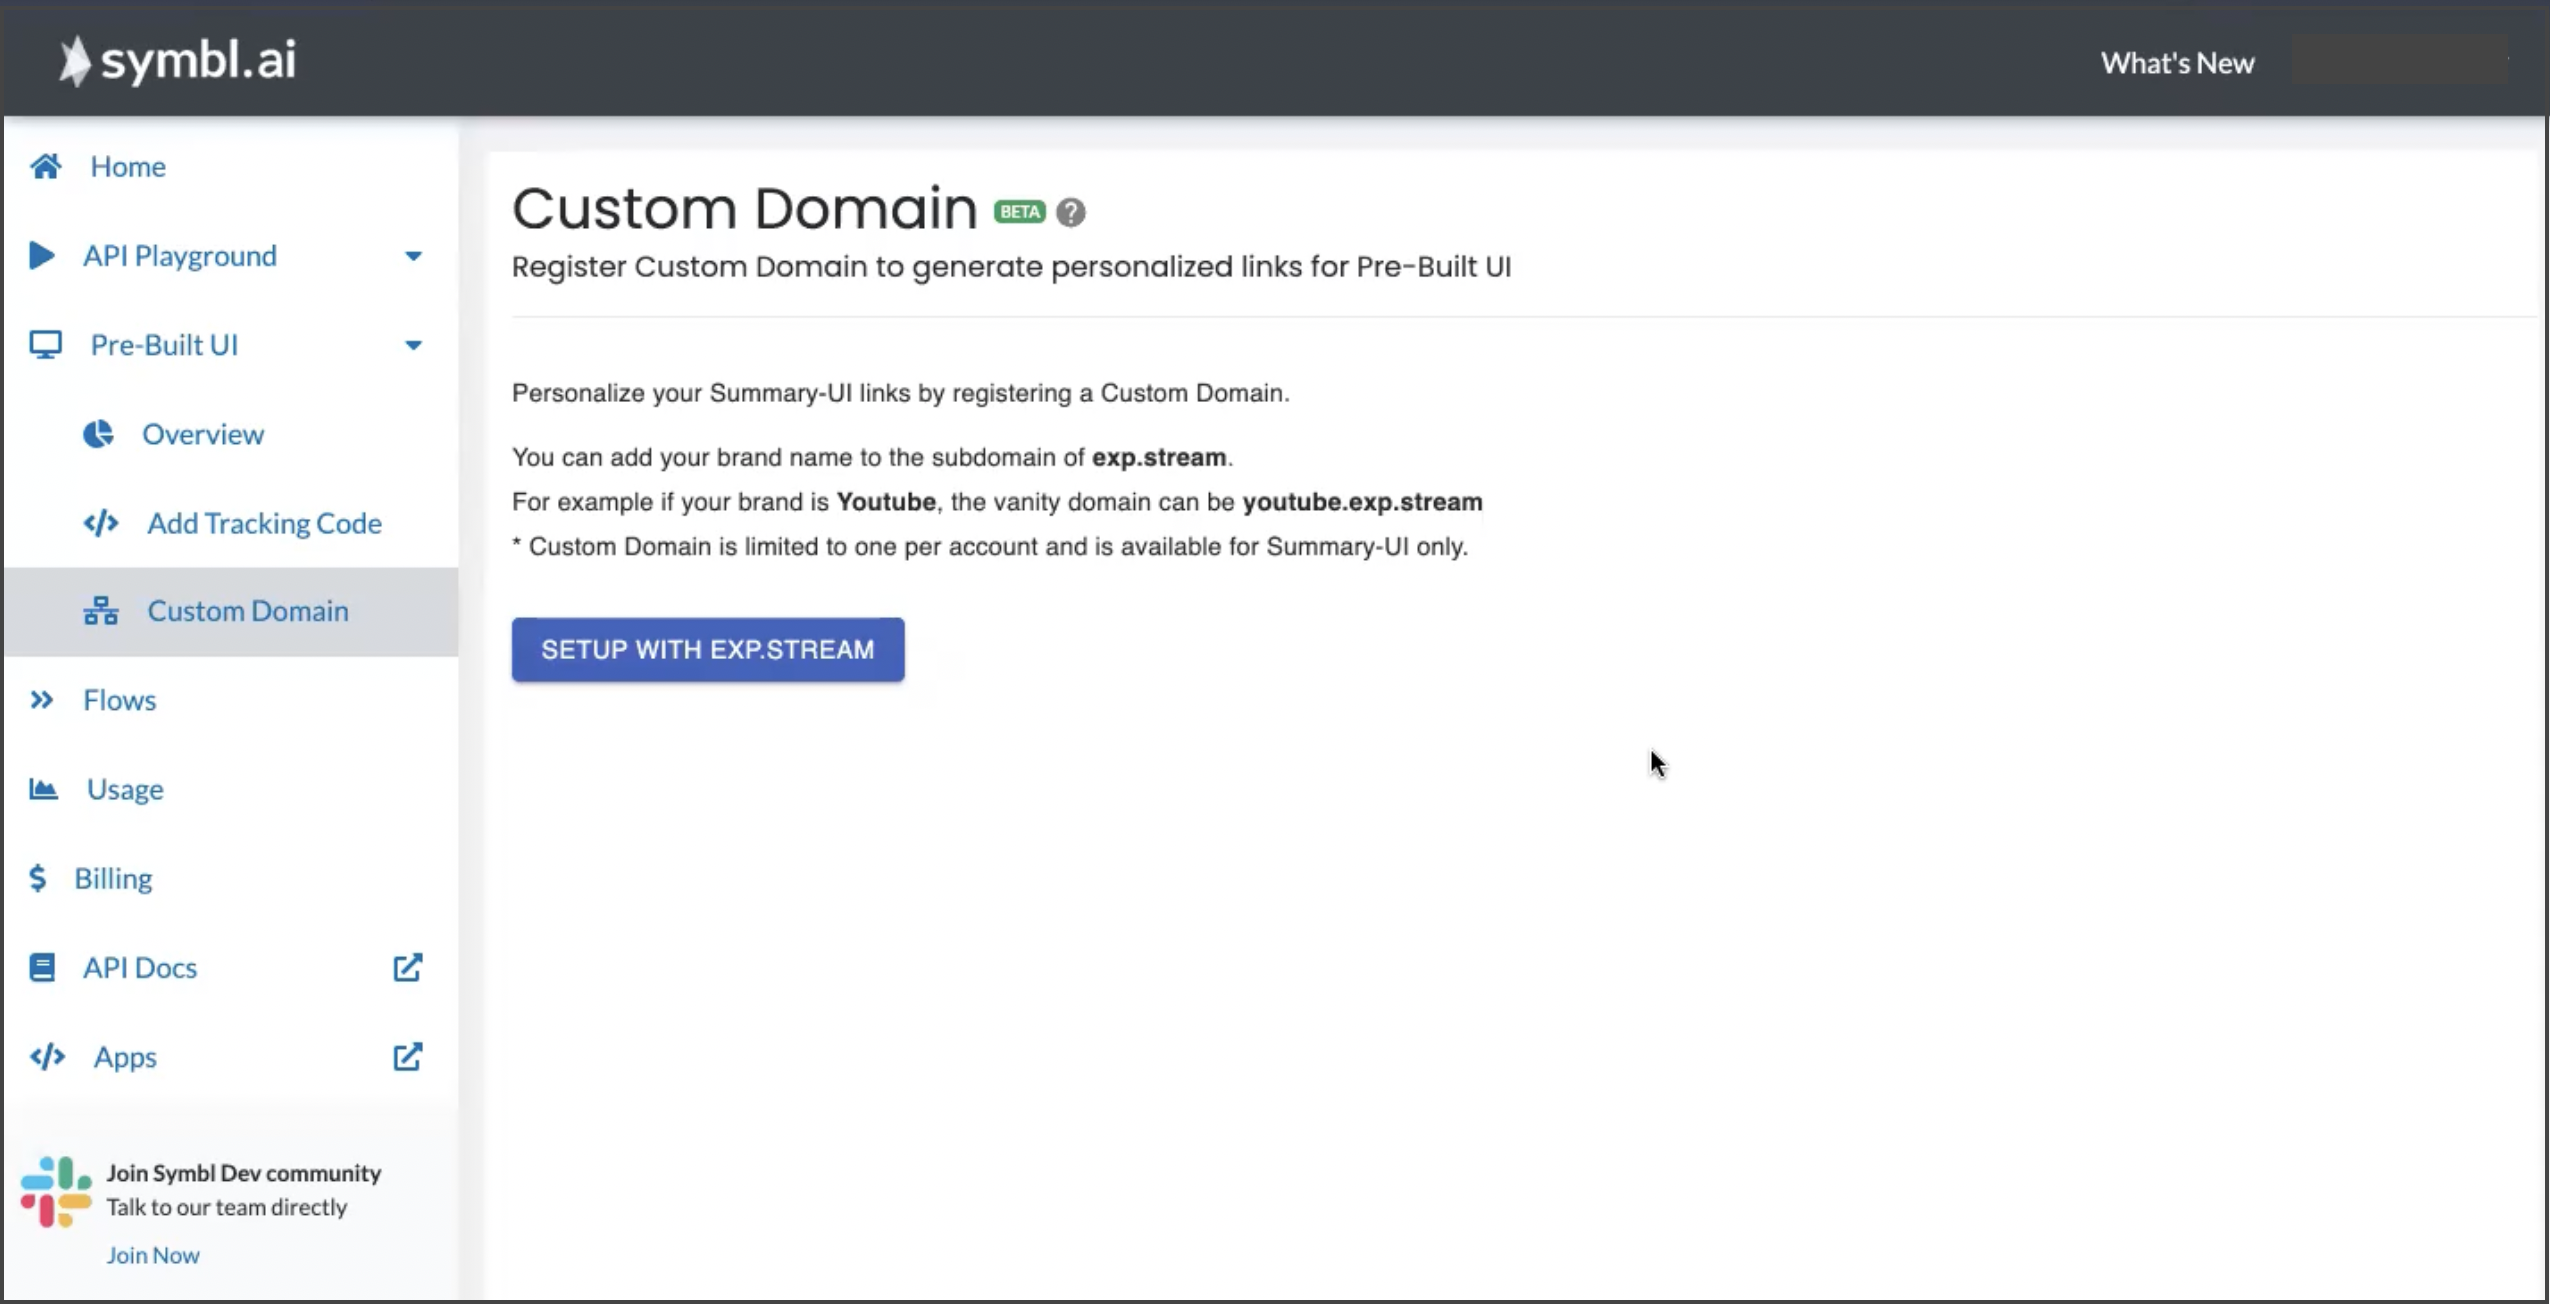 symbl.ai
What's New
Home
API Playground
Pre-Built UI
Overview
Add Tracking Code
Custom Domain
Flows
Usage
Billing
API Docs
Apps
Join Symbl Dev community
Talk to our team directly
Join Now
Custom Domain BETA ?
Register Custom Domain to generate personalized links for Pre-Built UI
Personalize your Summary-UI links by registering a Custom Domain.
You can add your brand name to the subdomain of exp.stream.
For example if your brand is Youtube, the vanity domain can be youtube.exp.stream
* Custom Domain is limited to one per account and is available for Summary-UI only.
SETUP WITH EXP.STREAM